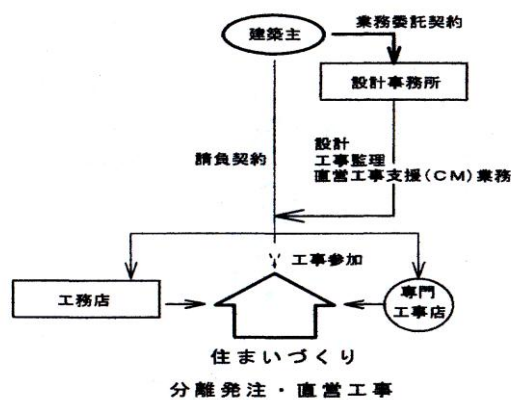 業務委託契約
建築主
設計事務所
設計
工事監理
直営工事支援(CM)業務
請負契約
工事参加
工務店
専門
工事店
住まいづくり
分離発注・直営工事